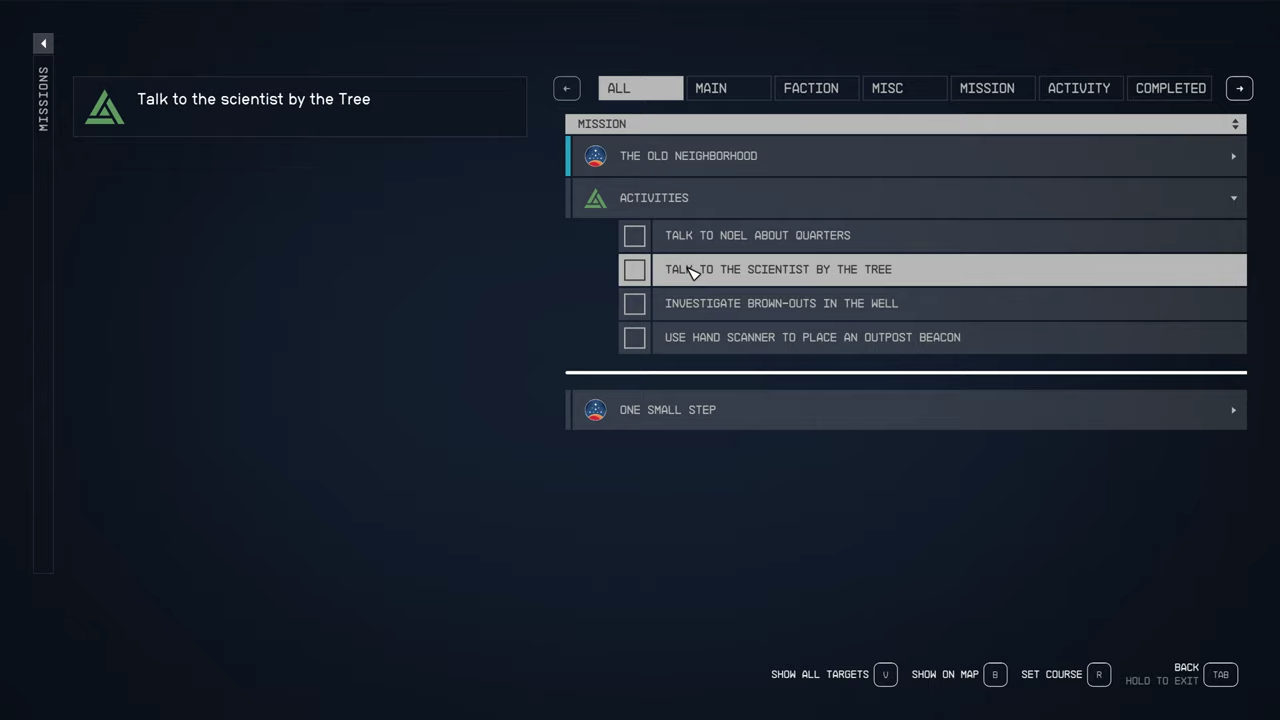 MISSIONS
Talk to the scientist by the Tree
ALL MAIN FACTION MISC MISSION ACTIVITY COMPLETED
MISSION
THE OLD NEIGHBORHOOD
ACTIVITIES
TALK TO NOEL ABOUT QUARTERS
TALK TO THE SCIENTIST BY THE TREE
INVESTIGATE BROWN-OUTS IN THE WELL
USE HAND SCANNER TO PLACE AN OUTPOST BEACON
ONE SMALL STEP
SHOW ALL TARGETS V SHOW ON MAP B SET COURSE R BACK TAB
HOLD TO EXIT